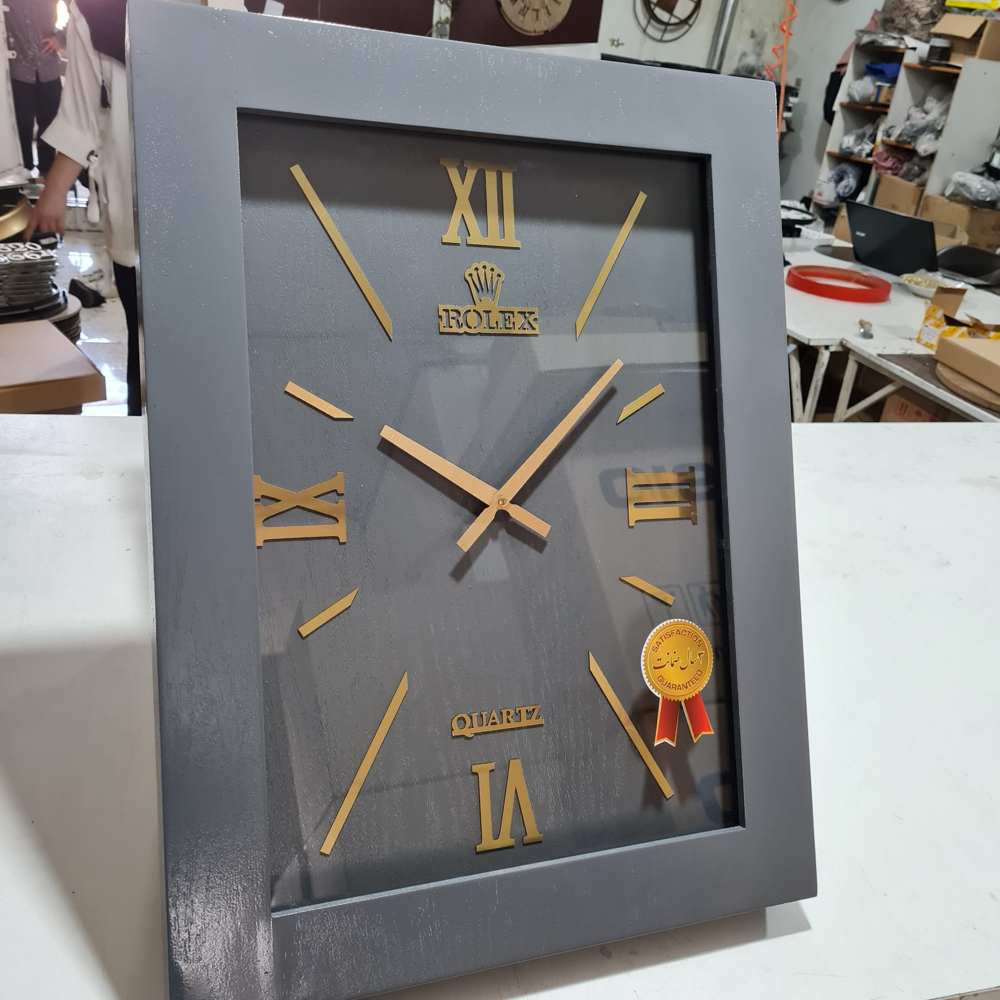 XII
ROLEX
IX
III
SATISFACTION
۳ سال ضمانت
GUARANTEED
QUARTZ
VI